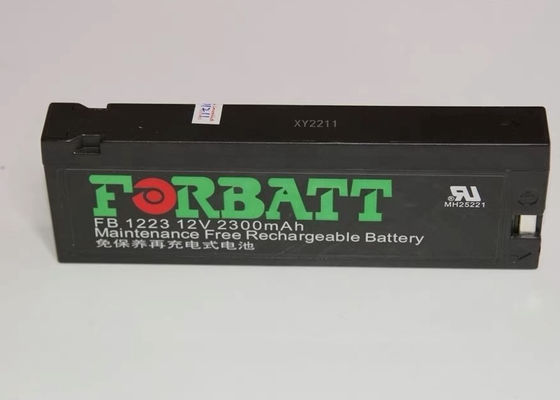 XY2211
FORBATT
MH25221
FB 1223 12V 2300mAh
Maintenance Free Rechargeable Battery
免保养再充电式电池